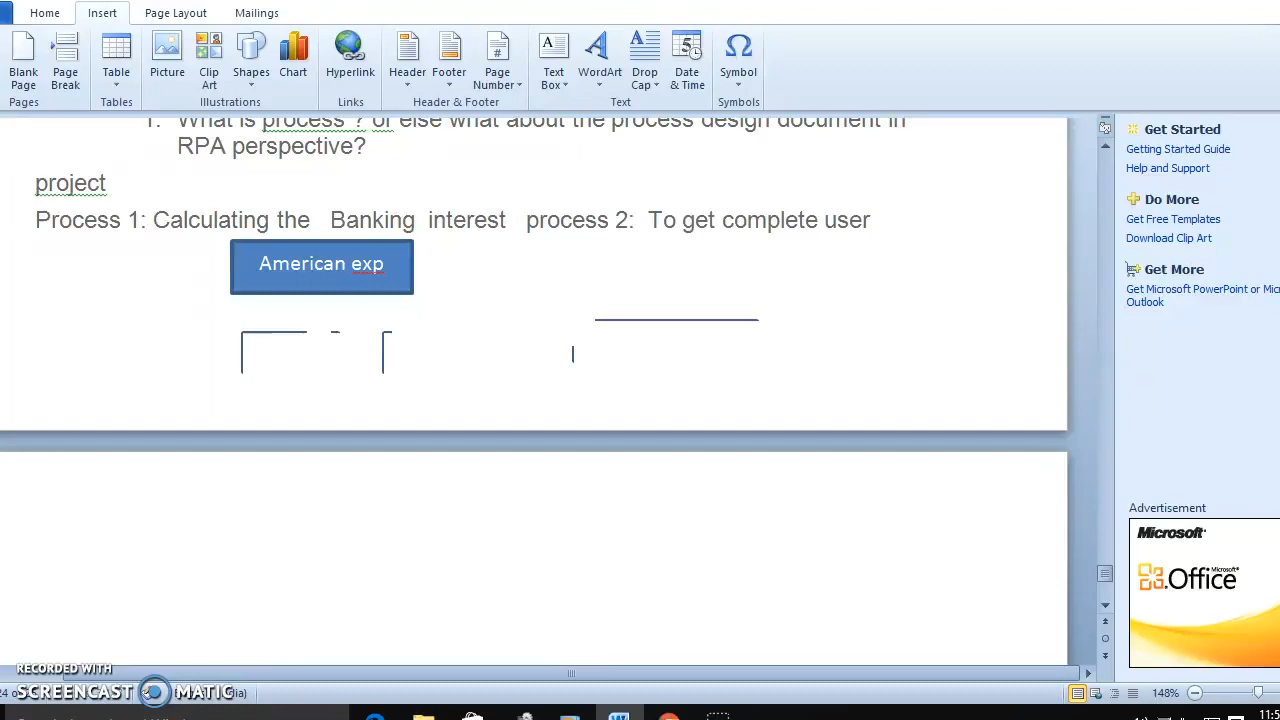 Home Insert Page Layout Mailings
Blank Page Page Break Table Picture Clip Art Shapes Chart Hyperlink Header Footer Page Number Text Box WordArt Drop Cap Date & Time Symbol
Pages Tables Illustrations Links Header & Footer Text Symbols
1. What is process ? or else what about the process design document in
RPA perspective?
project
Process 1: Calculating the Banking interest process 2: To get complete user
American exp
Get Started
Getting Started Guide
Help and Support
Do More
Get Free Templates
Download Clip Art
Get More
Get Microsoft PowerPoint or Mic
Outlook
Advertisement
Microsoft
Office
RECORDED WITH
SCREENCAST MATIC
148%